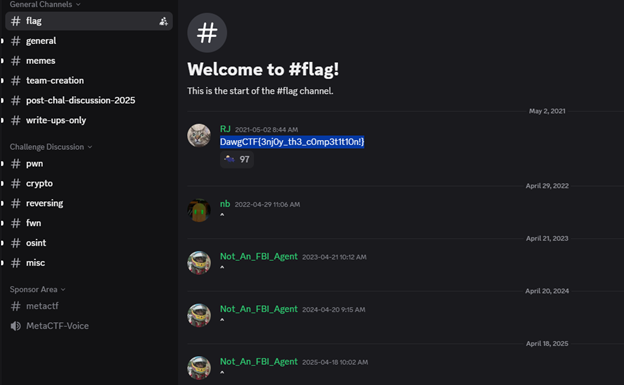 General Channels
# flag
# general
# memes
# team-creation
# post-chal-discussion-2025
# write-ups-only
Challenge Discussion
# pwn
# crypto
# reversing
# fwn
# osint
# misc
Sponsor Area
# metactf
MetaCTF-Voice
#
Welcome to #flag!
This is the start of the #flag channel.
May 2, 2021
RJ 2021-05-02 8:44 AM
DawgCTF{3nj0y_th3_c0mp3t1t10n!}
97
April 29, 2022
nb 2022-04-29 11:06 AM
^
April 21, 2023
Not_An_FBI_Agent 2023-04-21 10:12 AM
^
April 20, 2024
Not_An_FBI_Agent 2024-04-20 9:15 AM
^
April 18, 2025
Not_An_FBI_Agent 2025-04-18 10:02 AM
^